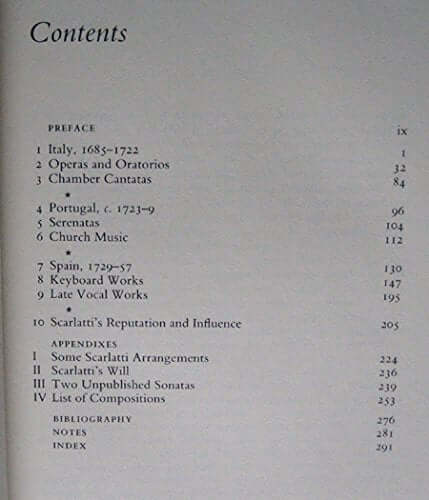 Contents
PREFACE ix
1 Italy, 1685–1722 1
2 Operas and Oratorios 32
3 Chamber Cantatas 84
*
4 Portugal, c. 1723–9 96
5 Serenatas 104
6 Church Music 112
*
7 Spain, 1729–57 130
8 Keyboard Works 147
9 Late Vocal Works 195
*
10 Scarlatti's Reputation and Influence 205
APPENDIXES
I Some Scarlatti Arrangements 224
II Scarlatti's Will 236
III Two Unpublished Sonatas 239
IV List of Compositions 253
BIBLIOGRAPHY 276
NOTES 281
INDEX 291